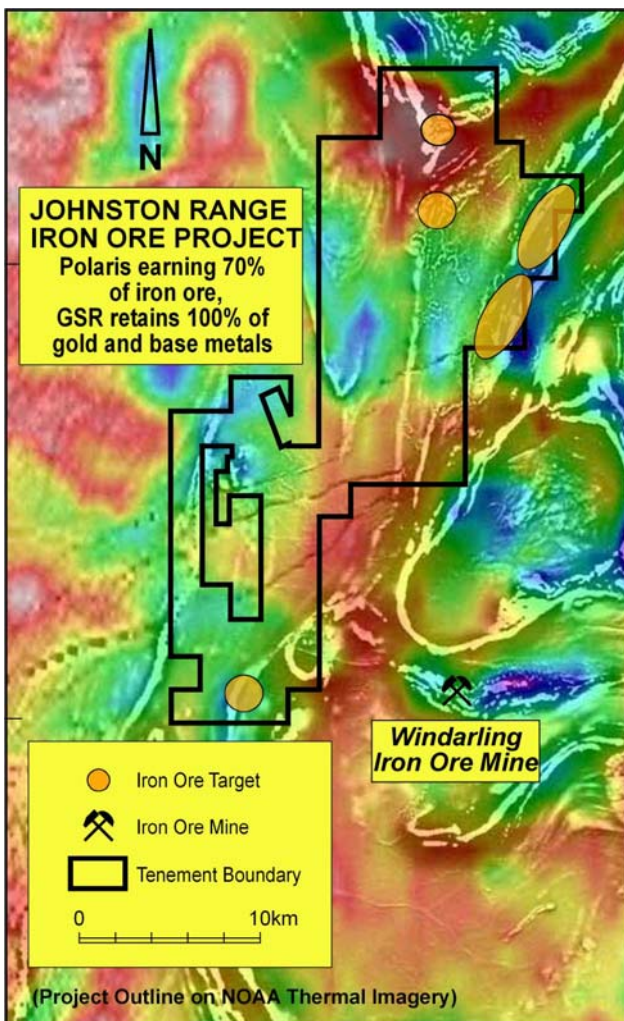 N
JOHNSTON RANGE
IRON ORE PROJECT
Polaris earning 70%
of iron ore,
GSR retains 100% of
gold and base metals
Windarling
Iron Ore Mine
Iron Ore Target
Iron Ore Mine
Tenement Boundary
0 10km
(Project Outline on NOAA Thermal Imagery)